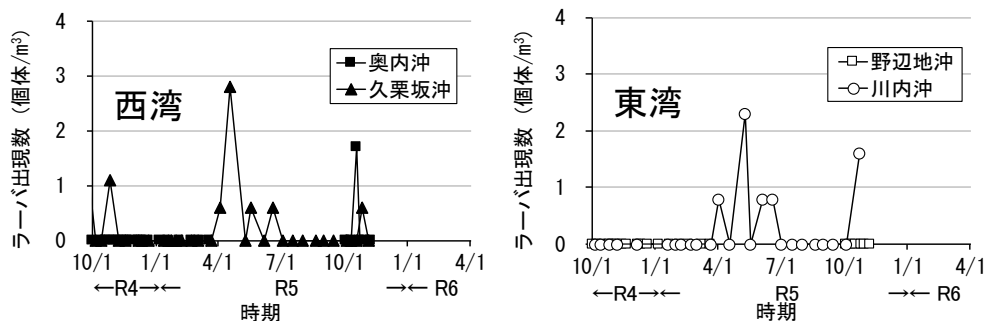 ラーバ出現数 (個体/m³)
4
3
2
1
0
西湾
奥内沖
久栗坂沖
10/1 1/1 4/1 7/1 10/1 1/1 4/1
←R4→← R5 →← R6
時期
ラーバ出現数 (個体/m³)
4
3
2
1
0
東湾
野辺地沖
川内沖
10/1 1/1 4/1 7/1 10/1 1/1 4/1
←R4→← R5 →← R6
時期